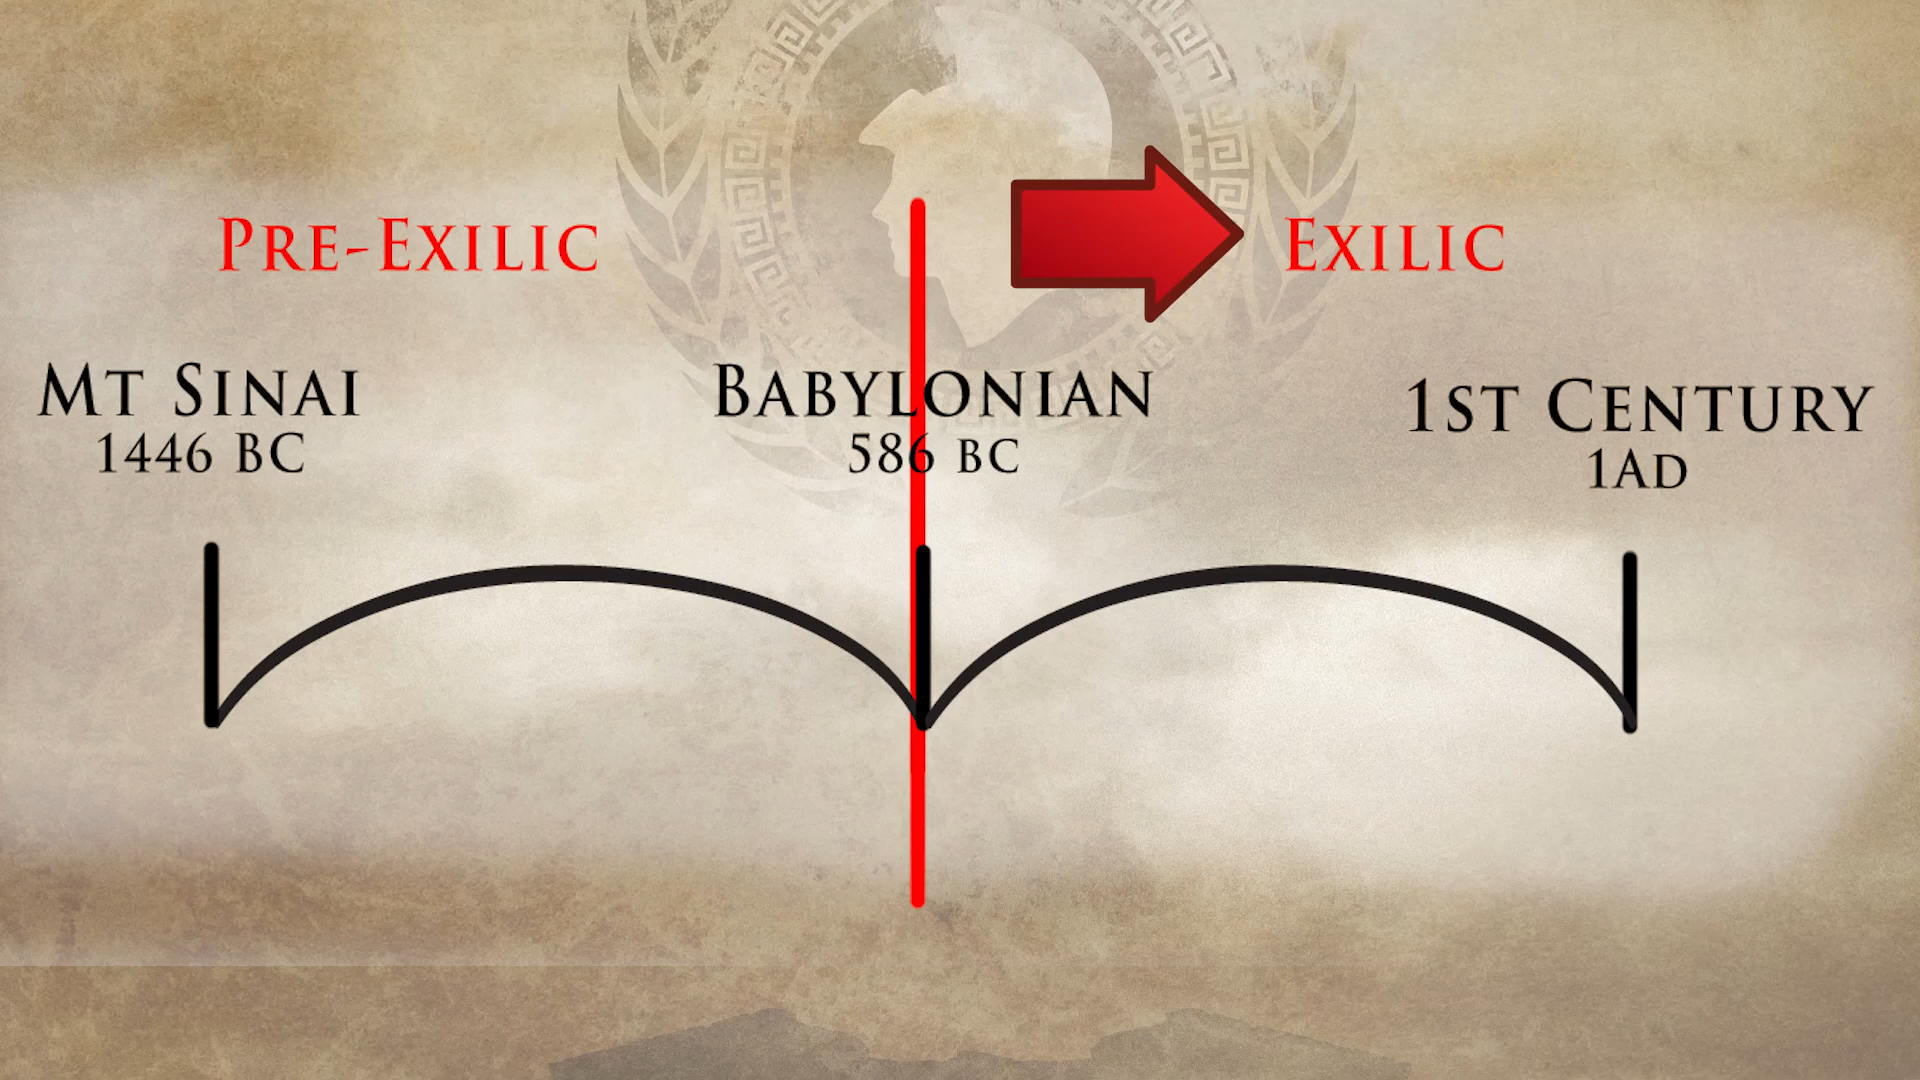 Pre-Exilic
Exilic
Mt Sinai
1446 BC
Babylonian
586 BC
1st Century
1AD